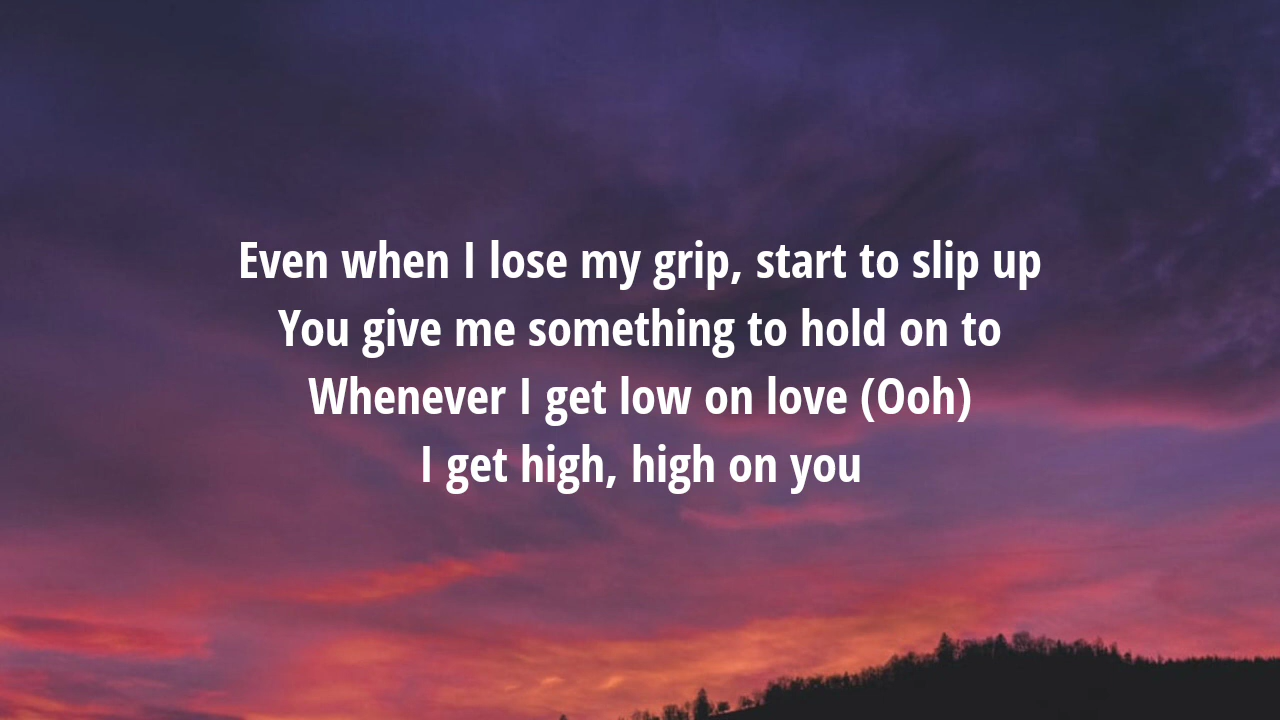 Even when I lose my grip, start to slip up
You give me something to hold on to
Whenever I get low on love (Ooh)
I get high, high on you